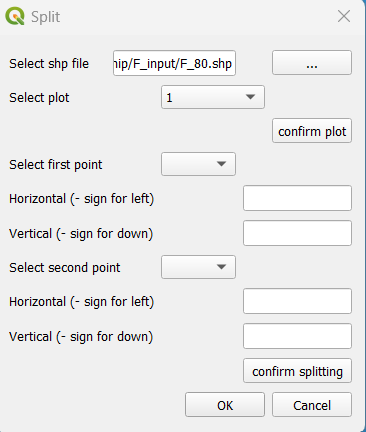 Split
Select shp file hip/F_input/F_80.shp ...
Select plot 1
confirm plot
Select first point
Horizontal (- sign for left)
Vertical (- sign for down)
Select second point
Horizontal (- sign for left)
Vertical (- sign for down)
confirm splitting
OK Cancel